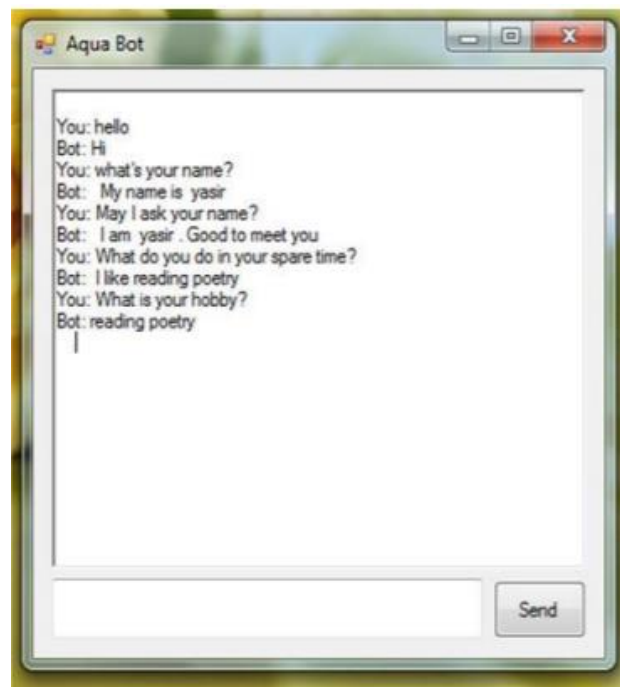 Aqua Bot
You: hello
Bot: Hi
You: what's your name?
Bot:   My name is  yasir
You: May I ask your name?
Bot:   I am  yasir . Good to meet you
You: What do you do in your spare time?
Bot:  I like reading poetry
You: What is your hobby?
Bot: reading poetry
Send